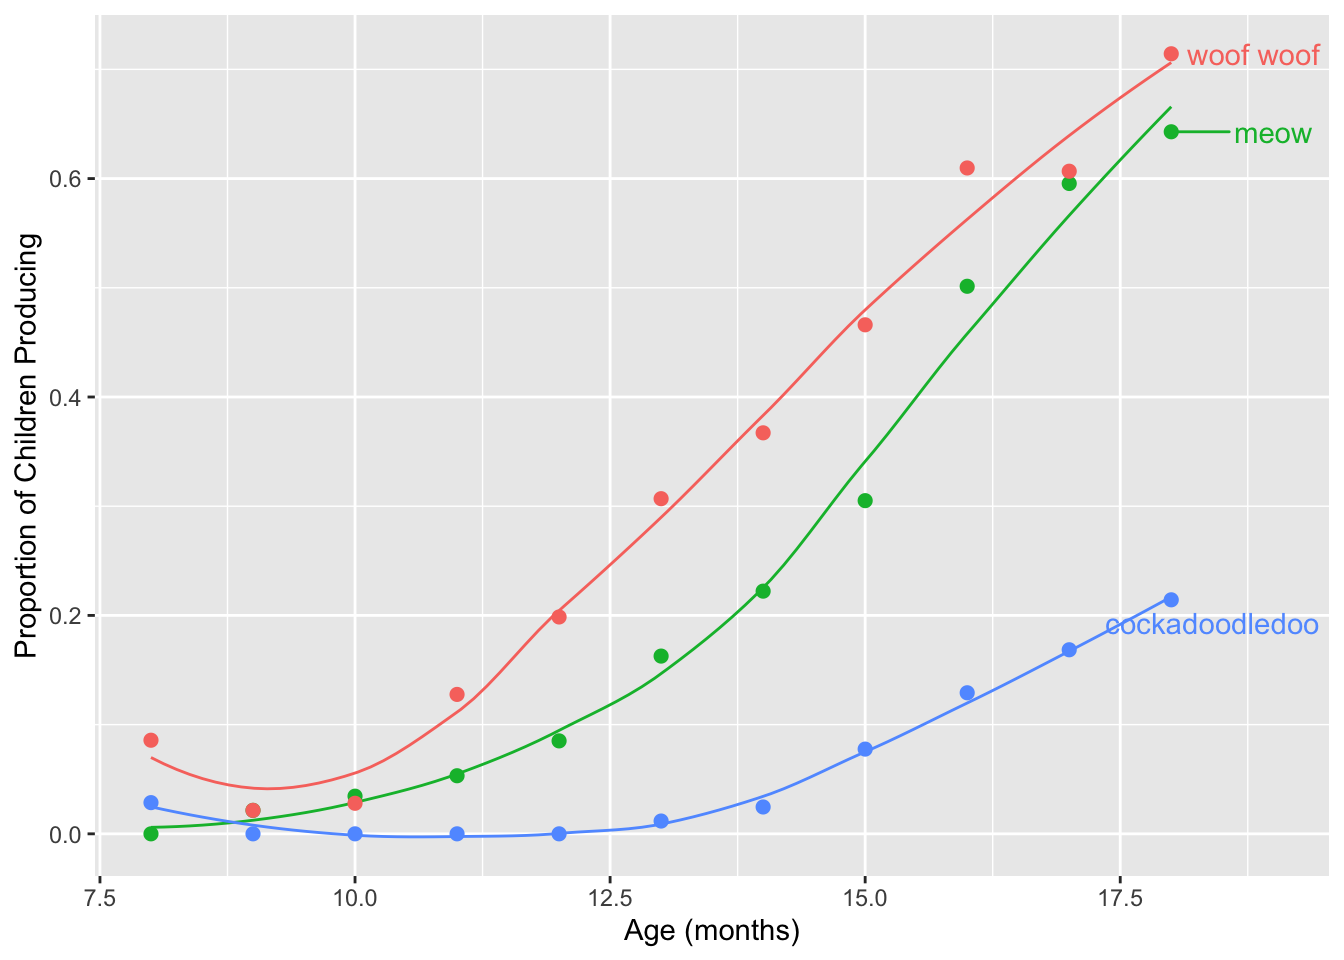 woof woof
meow
0.6
0.4
0.2
0.0
cockadoodledoo
7.5 10.0 12.5 15.0 17.5
Age (months)
Proportion of Children Producing